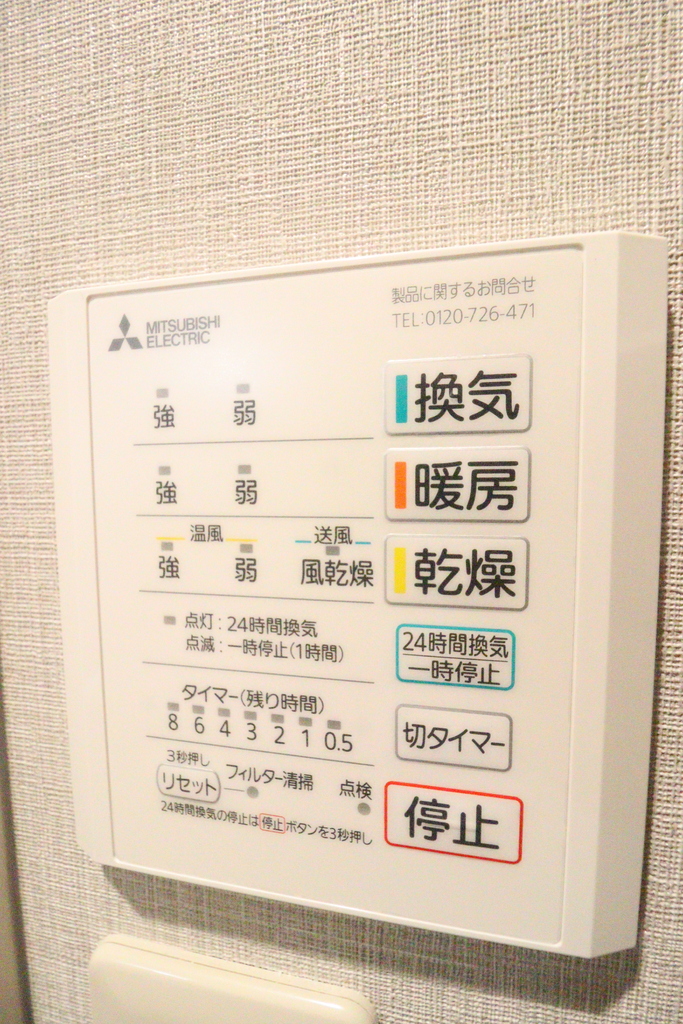 製品に関するお問合せ
TEL:0120-726-471
MITSUBISHI
ELECTRIC
強 弱 換気
強 弱 暖房
温風 送風
強 弱 風乾燥 乾燥
点灯:24時間換気
点滅:一時停止(1時間)
24時間換気
一時停止
タイマー(残り時間)
8 6 4 3 2 1 0.5
切タイマー
3秒押し
リセット フィルター清掃 点検
24時間換気の停止は停止ボタンを3秒押し
停止